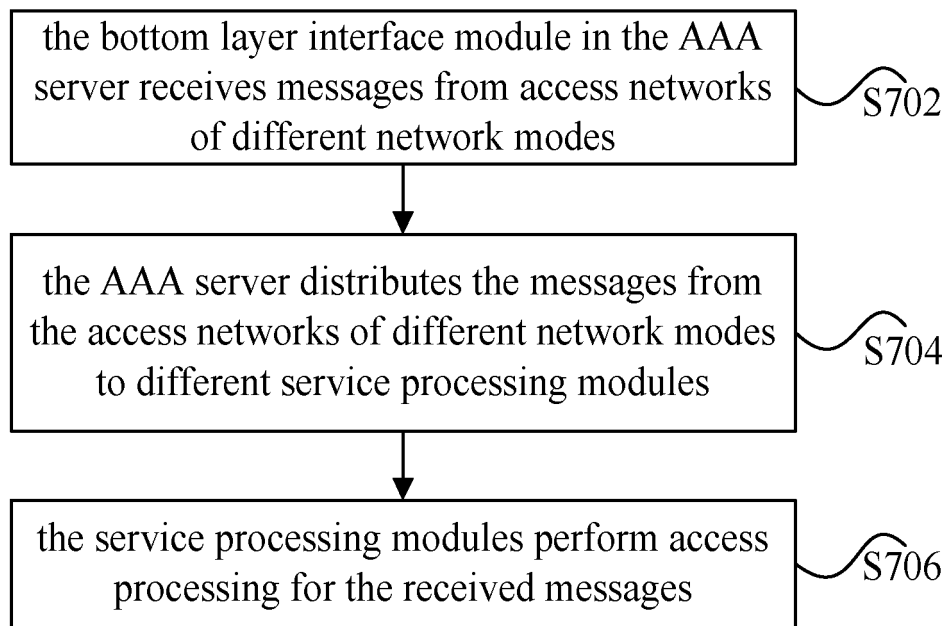 the bottom layer interface module in the AAA
server receives messages from access networks
of different network modes
S702
the AAA server distributes the messages from
the access networks of different network modes
to different service processing modules
S704
the service processing modules perform access
processing for the received messages
S706